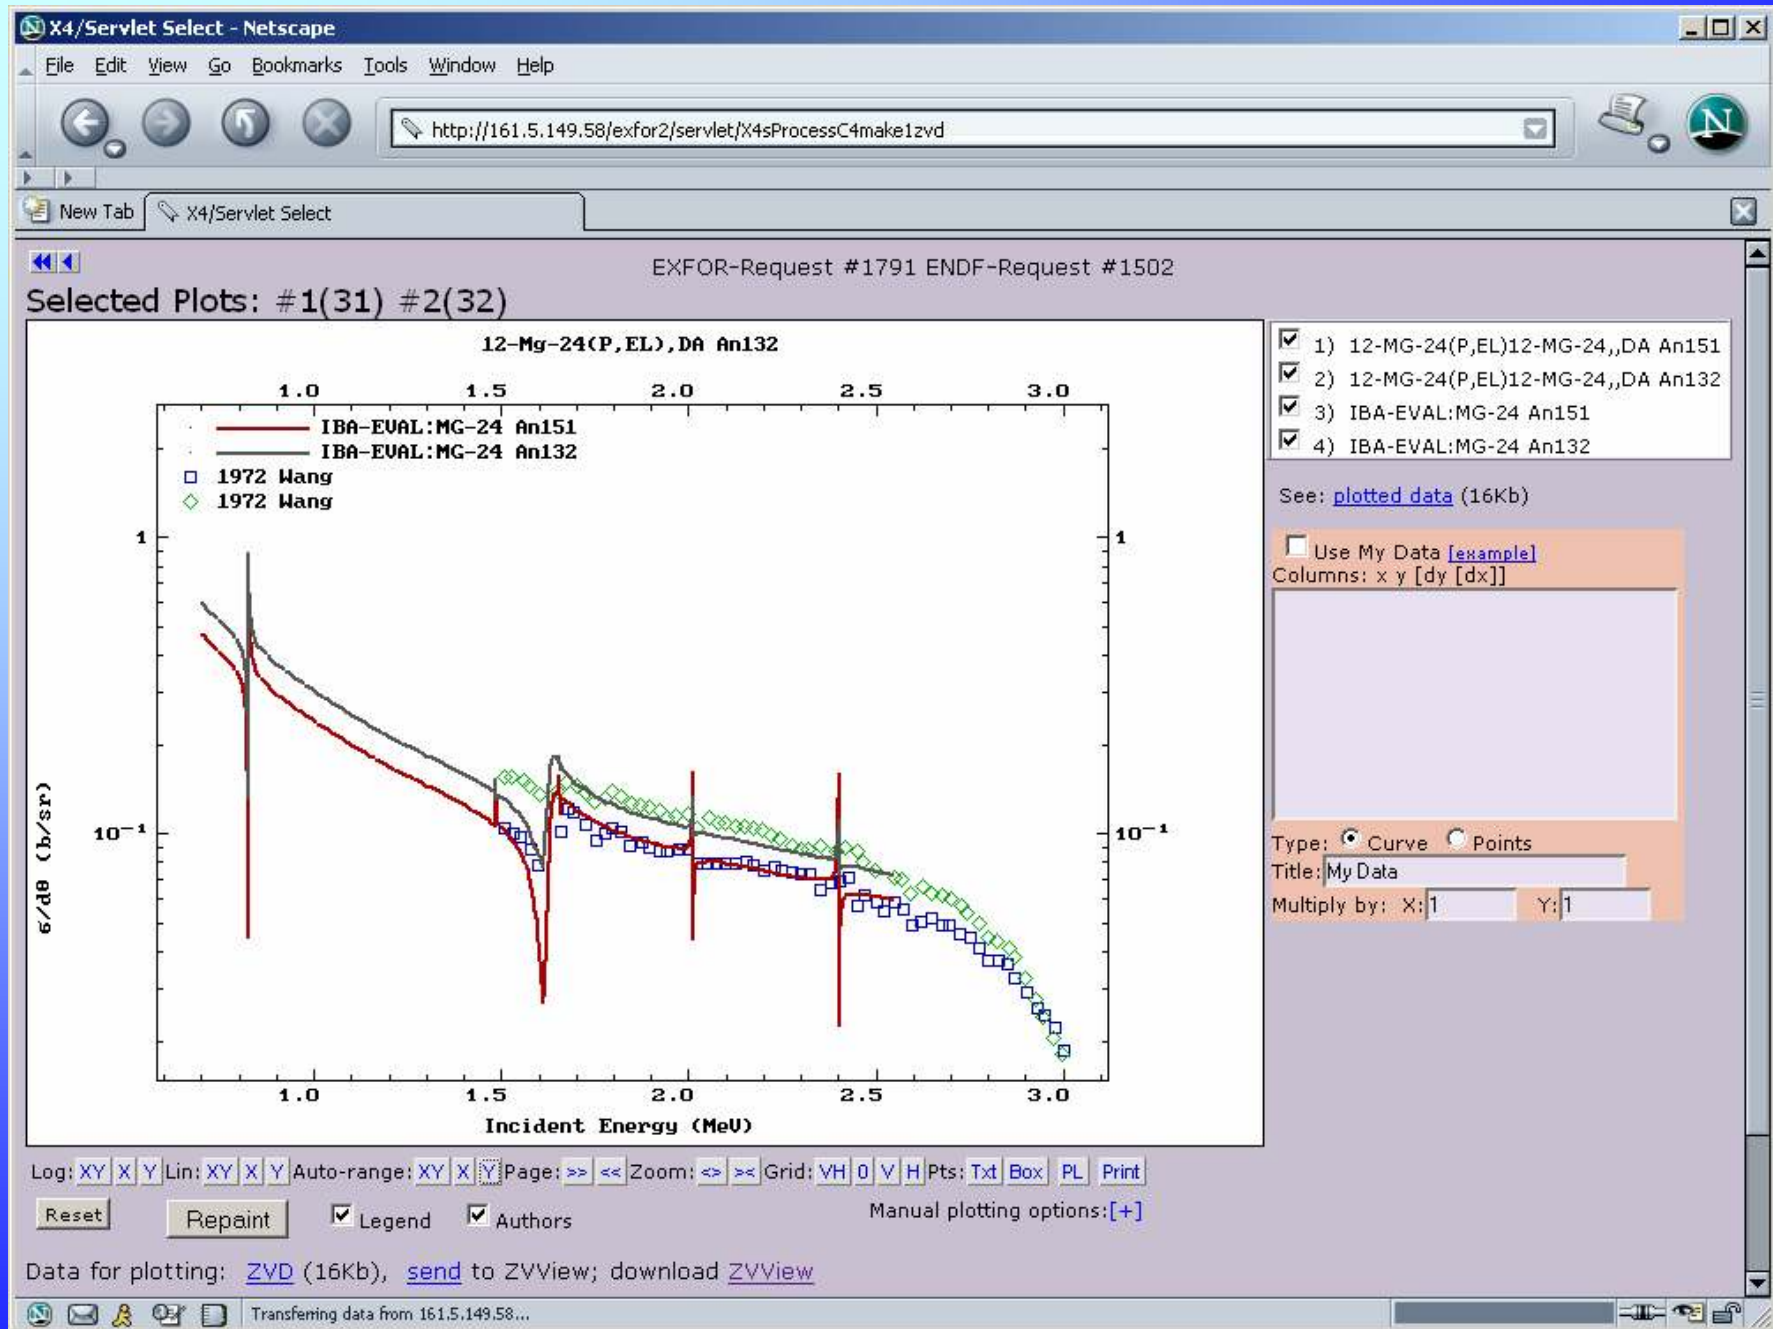 X4/Servlet Select - Netscape
File Edit View Go Bookmarks Tools Window Help
http://161.5.149.58/exfor2/servlet/X4sProcessC4make1zvd
N
New Tab X4/Servlet Select
EXFOR-Request #1791 ENDF-Request #1502
Selected Plots: #1(31) #2(32)
12-Mg-24(P,EL),DA An132
1.0 1.5 2.0 2.5 3.0
IBA-EVAL:MG-24 An151
IBA-EVAL:MG-24 An132
1972 Wang
1972 Wang
1 1
10⁻¹ 10⁻¹
б/dθ (b/sr)
1.0 1.5 2.0 2.5 3.0
Incident Energy (MeV)
1) 12-MG-24(P,EL)12-MG-24,,DA An151
2) 12-MG-24(P,EL)12-MG-24,,DA An132
3) IBA-EVAL:MG-24 An151
4) IBA-EVAL:MG-24 An132
See: plotted data (16Kb)
Use My Data [example]
Columns: x y [dy [dx]]
Type: Curve Points
Title: My Data
Multiply by: X: 1 Y: 1
Log: XY X Y Lin: XY X Y Auto-range: XY X Y Page: >> << Zoom: <> >< Grid: VH 0 V H Pts: Txt Box PL Print
Reset Repaint Legend Authors Manual plotting options:[+]
Data for plotting: ZVD (16Kb), send to ZVView; download ZVView
Transferring data from 161.5.149.58...